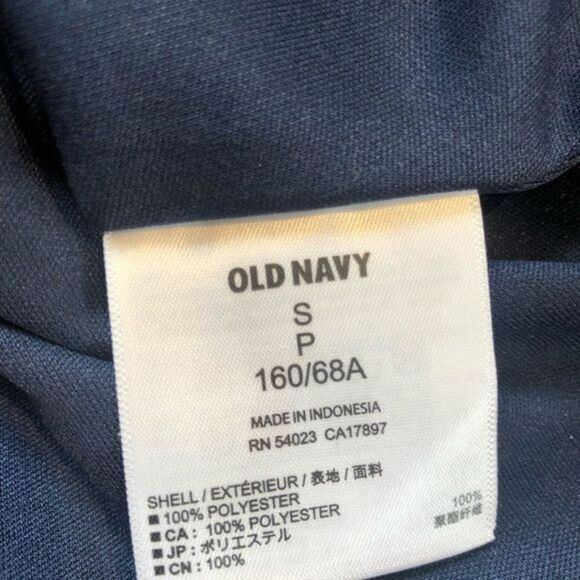 OLD NAVY
S
P
160/68A
MADE IN INDONESIA
RN 54023 CA17897
SHELL / EXTÉRIEUR / 表地 / 面料
■ 100% POLYESTER
■ CA : 100% POLYESTER
■ JP : ポリエステル 100%
■ CN : 100% 聚酯纤维